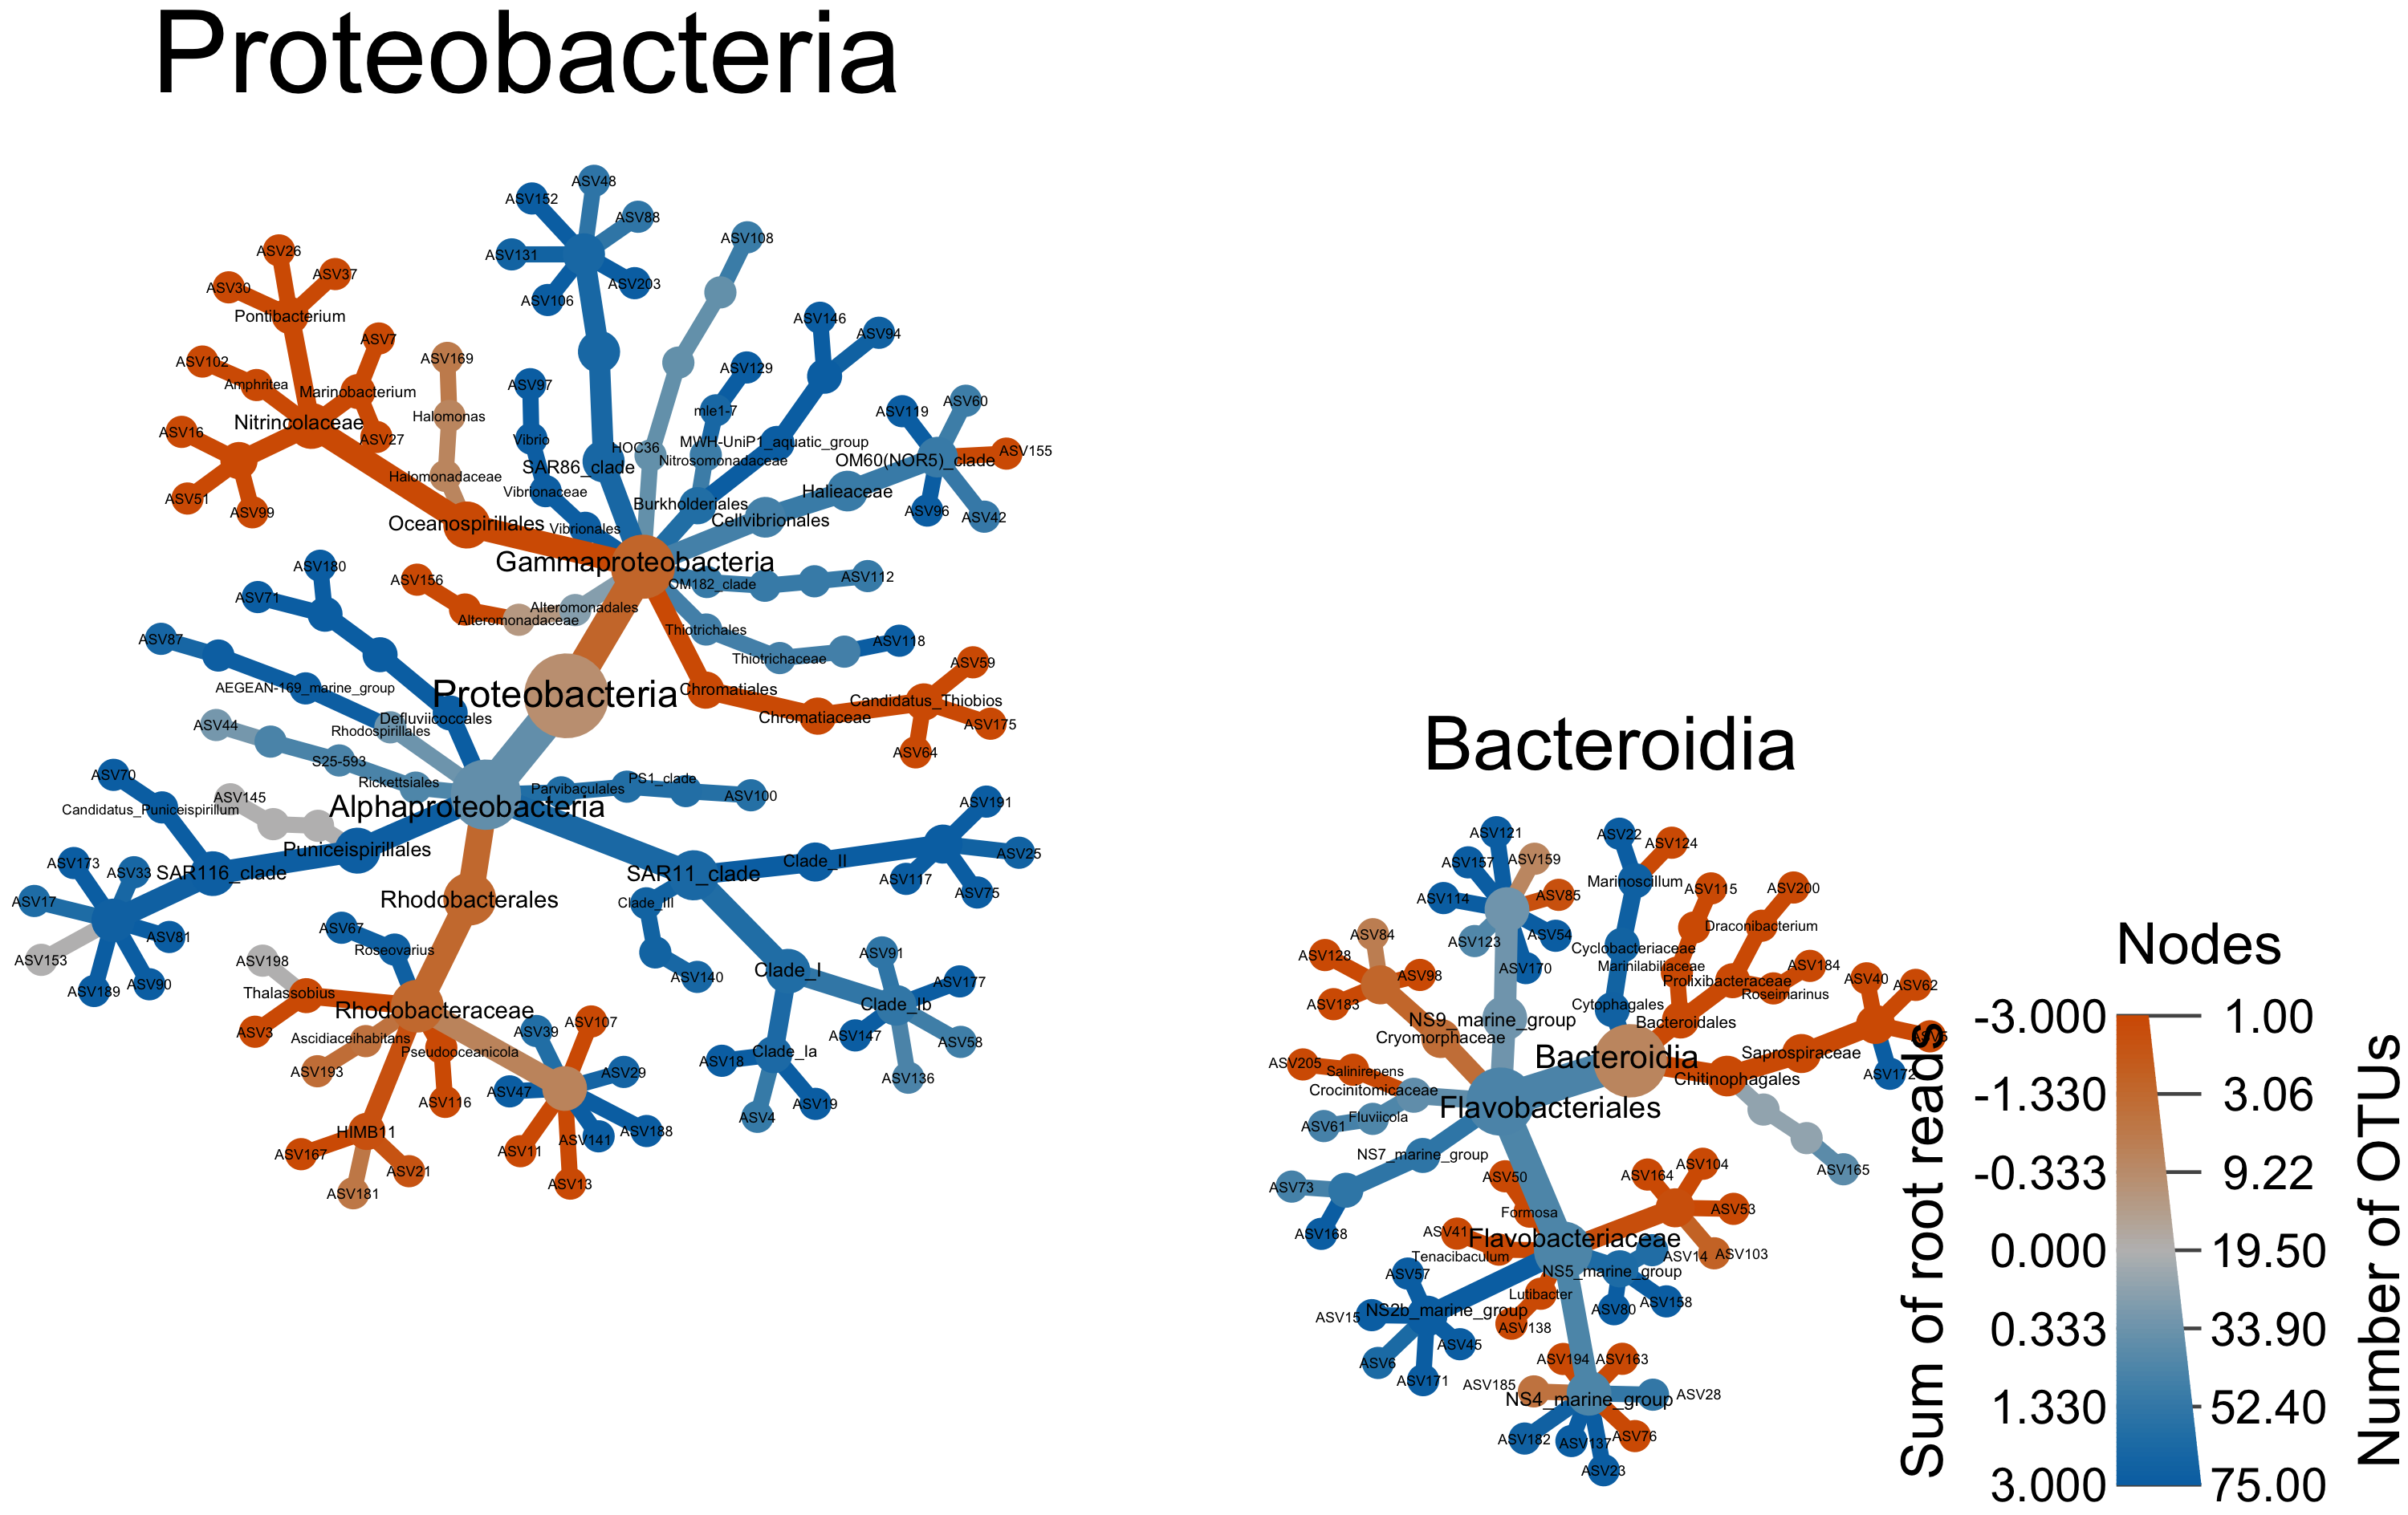 Proteobacteria
ASV48
ASV152
ASV88
ASV108
ASV26
ASV131
ASV37
ASV30
ASV203
ASV106
Pontibacterium
ASV146
ASV94
ASV7
ASV102
ASV169
ASV129
Amphritea
Marinobacterium
ASV97
ASV60
Halomonas
mle1-7
ASV119
Nitrincolaceae
ASV16
ASV27
Vibrio
HOC36
MWH-UniP1_aquatic_group
ASV155
SAR86_clade
Nitrosomonadaceae
OM60(NOR5)_clade
Halomonadaceae
Vibrionaceae
Halieaceae
ASV51
ASV99
Burkholderiales
ASV96
ASV42
Oceanospirillales
Vibrionales
Cellvibrionales
Gammaproteobacteria
ASV180
ASV156
OM182_clade
ASV112
ASV71
Alteromonadales
Alteromonadaceae
Thiotrichales
ASV87
ASV118
Thiotrichaceae
ASV59
AEGEAN-169_marine_group
Proteobacteria
Chromatiales
Candidatus_Thiobios
Defluviicoccales
Chromatiaceae
ASV44
Rhodospirillales
ASV175
ASV64
S25-593
ASV70
Rickettsiales
PS1_clade
Parvibaculales
ASV145
ASV100
Candidatus_Puniceispirillum
Alphaproteobacteria
ASV191
Puniceispirillales
ASV25
ASV173
ASV33
SAR116_clade
SAR11_clade
Clade_II
ASV117
ASV75
ASV17
Rhodobacterales
Clade_III
ASV67
ASV81
Roseovarius
ASV153
ASV198
ASV91
ASV189
ASV90
Thalassobius
ASV140
Clade_I
ASV177
Rhodobacteraceae
Clade_Ib
ASV3
ASV39
ASV107
ASV147
ASV58
Ascidiaceihabitans
Pseudooceanicola
Clade_Ia
ASV18
ASV193
ASV29
ASV136
ASV47
ASV116
ASV4
ASV19
HIMB11
ASV141
ASV188
ASV167
ASV11
ASV21
ASV181
ASV13
Bacteroidia
ASV121
ASV22
ASV124
ASV157
ASV159
Marinoscillum
ASV115
ASV200
ASV114
ASV85
ASV84
ASV123
ASV54
Draconibacterium
ASV128
Cyclobacteriaceae
ASV98
ASV170
Marinilabiliaceae
ASV184
ASV183
Prolixibacteraceae
ASV40
ASV62
Cytophagales
Roseimarinus
NS9_marine_group
Bacteroidales
Cryomorphaceae
ASV5
ASV205
Bacteroidia
Saprospiraceae
Salinirepens
Chitinophagales
ASV172
Crocinitomicaceae
Flavobacteriales
ASV61
Fluviicola
NS7_marine_group
ASV165
ASV73
ASV50
ASV164
ASV104
Formosa
ASV53
ASV168
ASV41
Flavobacteriaceae
Tenacibaculum
ASV14
ASV103
ASV57
NS5_marine_group
Lutibacter
ASV80
ASV158
ASV15
NS2b_marine_group
ASV138
ASV45
ASV6
ASV171
ASV194
ASV163
ASV185
ASV28
NS4_marine_group
ASV182
ASV137
ASV76
ASV23
Nodes
-3.000 1.00
-1.330 3.06
-0.333 9.22
0.000 19.50
0.333 33.90
1.330 52.40
3.000 75.00
Sum of root reads
Number of OTUs